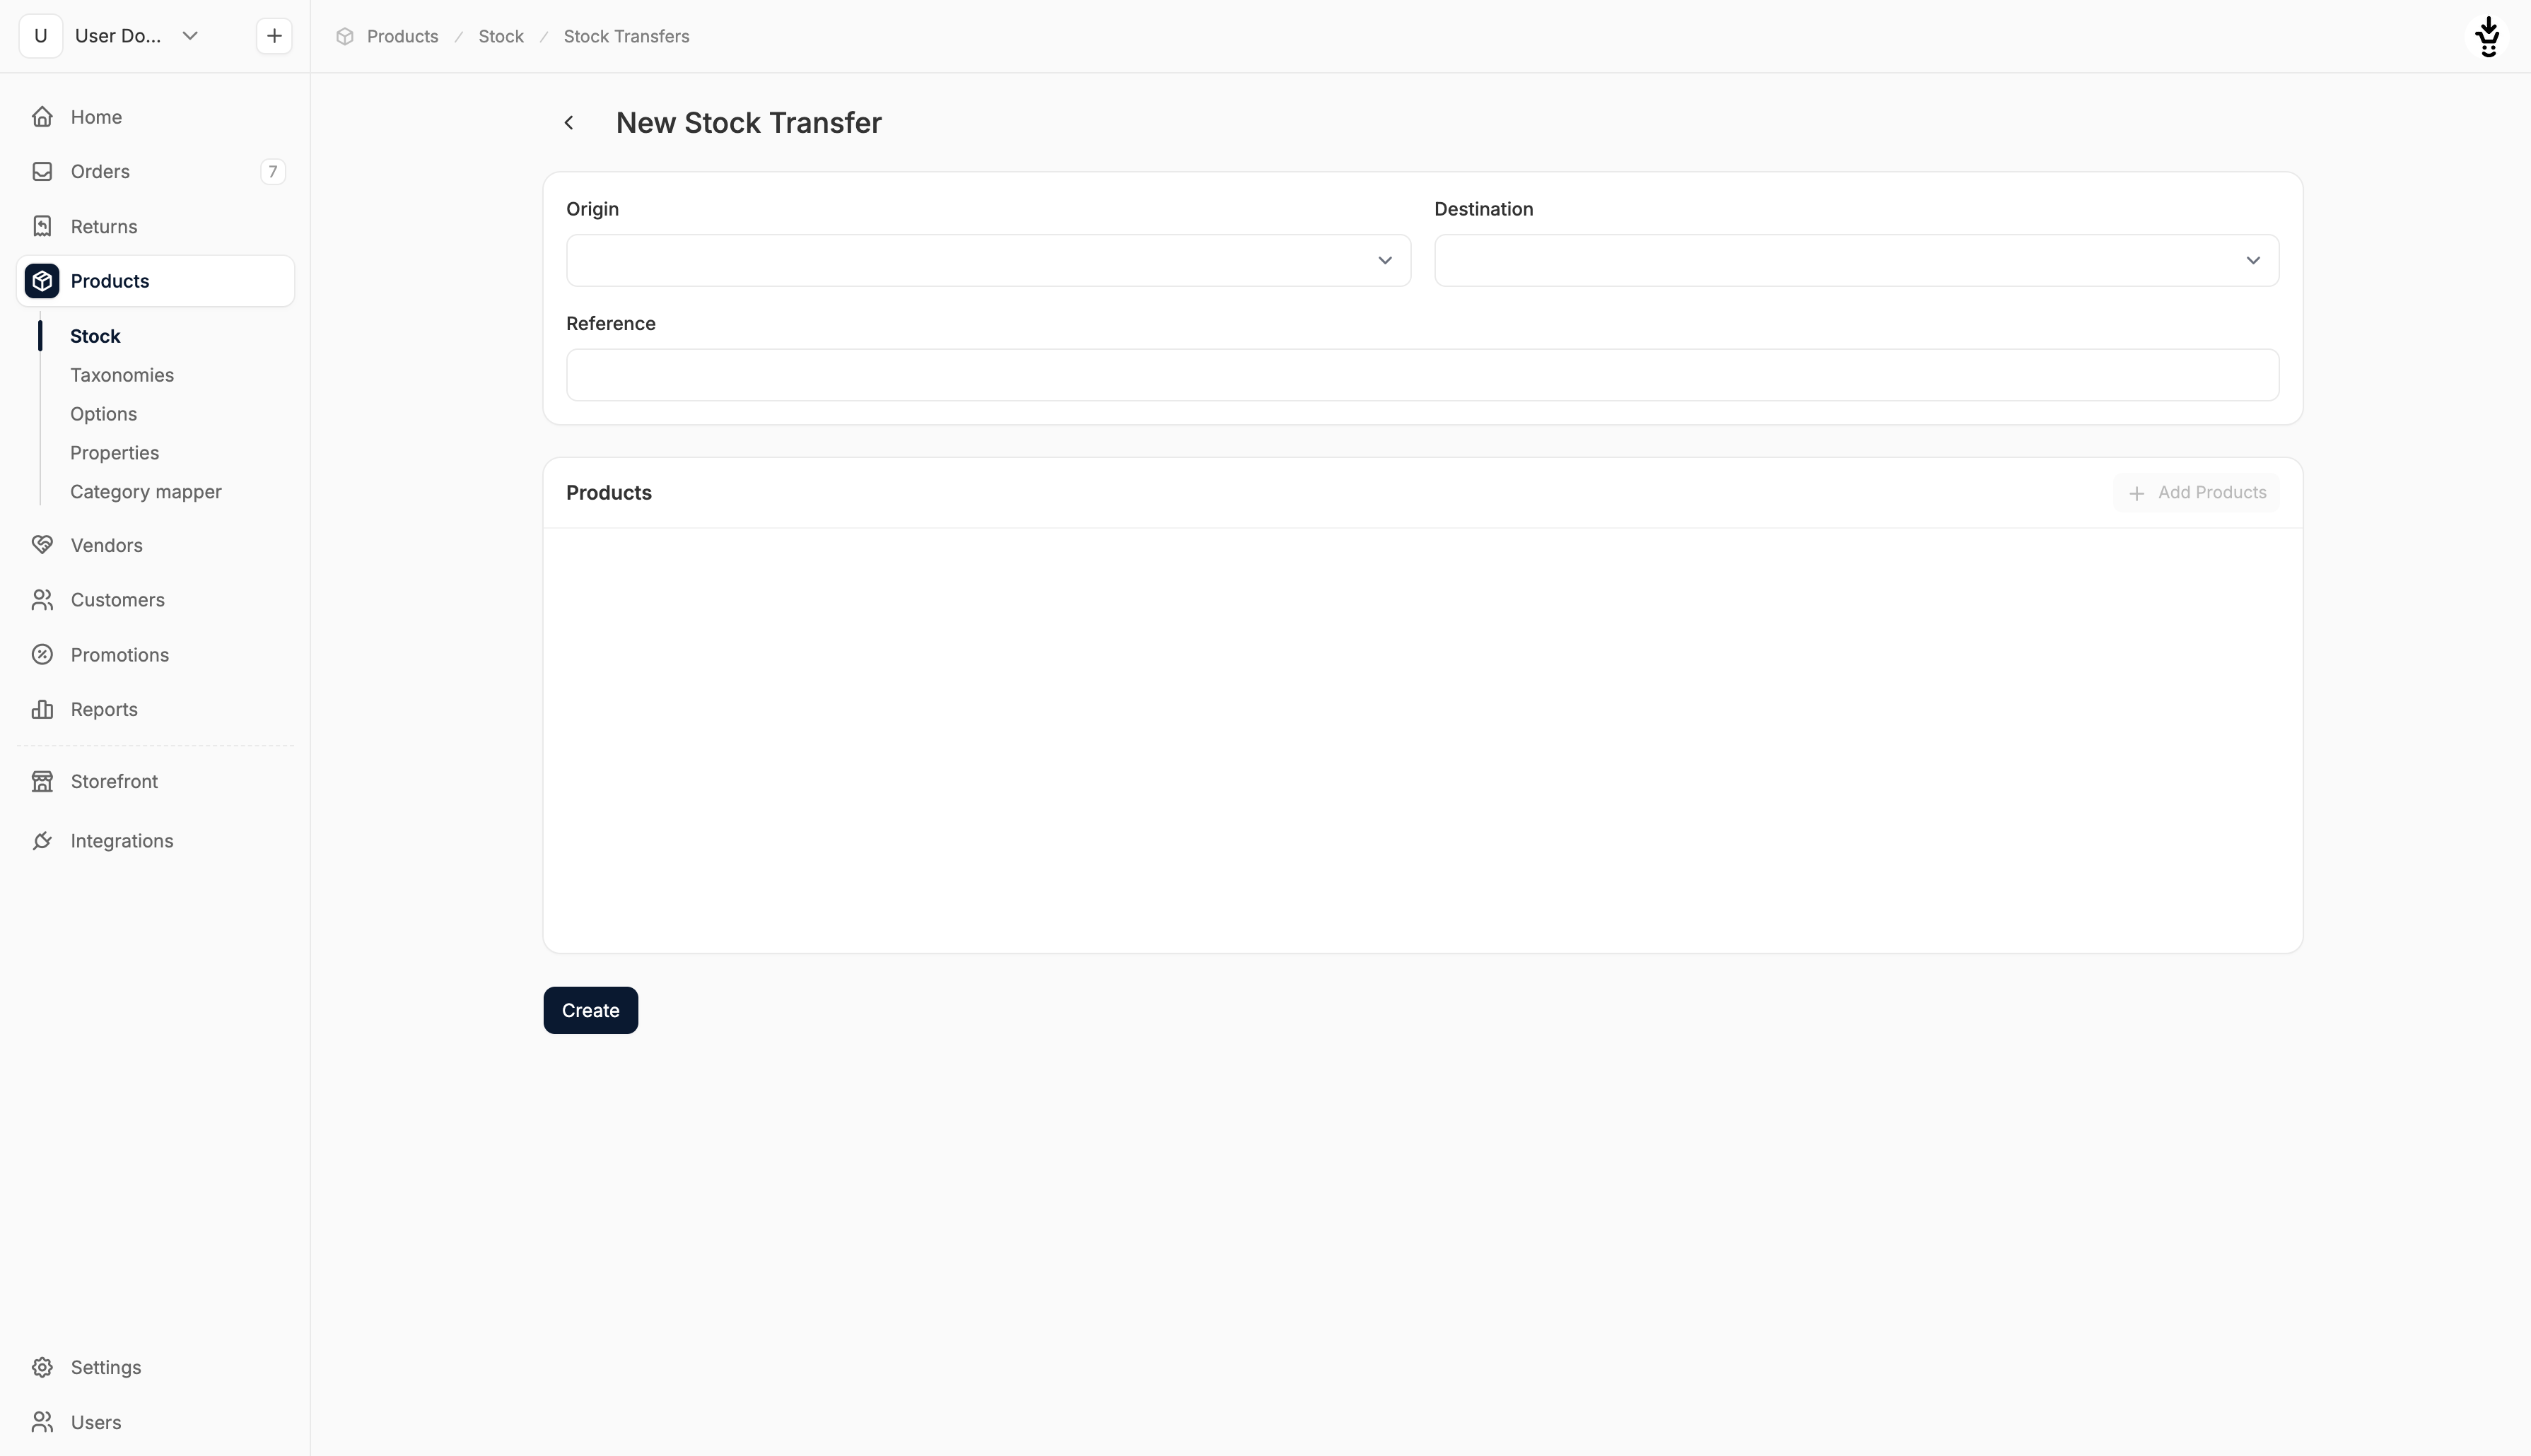 U
User Do...
Products / Stock / Stock Transfers
Home
Orders
7
Returns
Products
Stock
Taxonomies
Options
Properties
Category mapper
Vendors
Customers
Promotions
Reports
Storefront
Integrations
Settings
Users
New Stock Transfer
Origin
Destination
Reference
Products
Add Products
Create